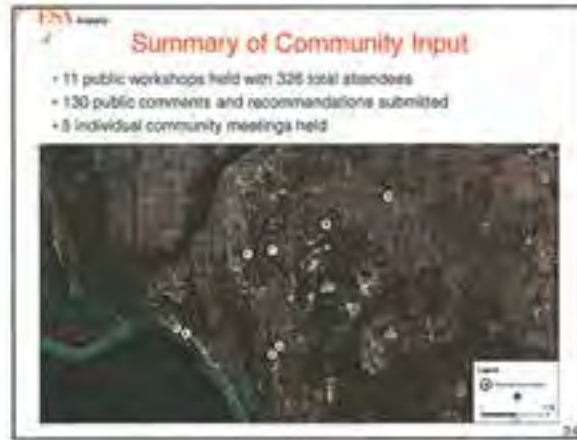 ESA
Summary of Community Input
• 11 public workshops held with 326 total attendees
• 130 public comments and recommendations submitted
• 5 individual community meetings held